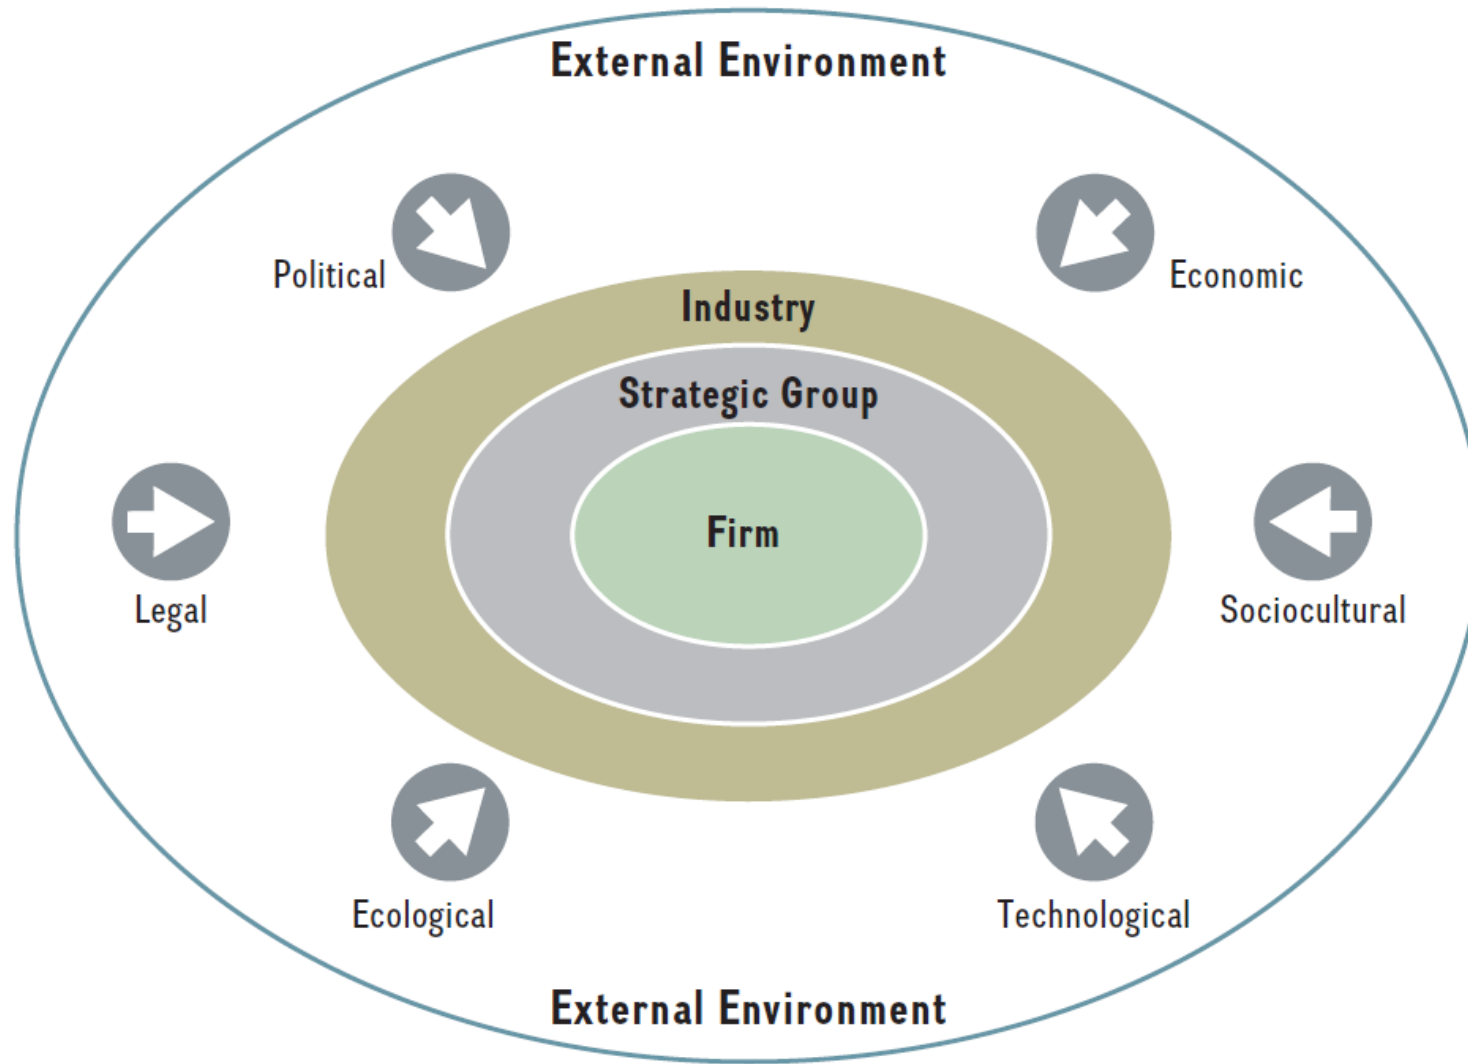 External Environment
Political
Economic
Industry
Strategic Group
Firm
Legal
Sociocultural
Ecological
Technological
External Environment